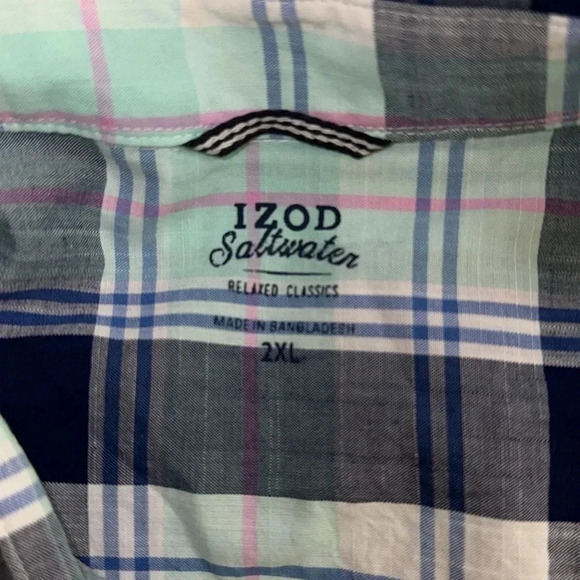 IZOD
Saltwater
RELAXED CLASSICS
MADE IN BANGLADESH
2XL